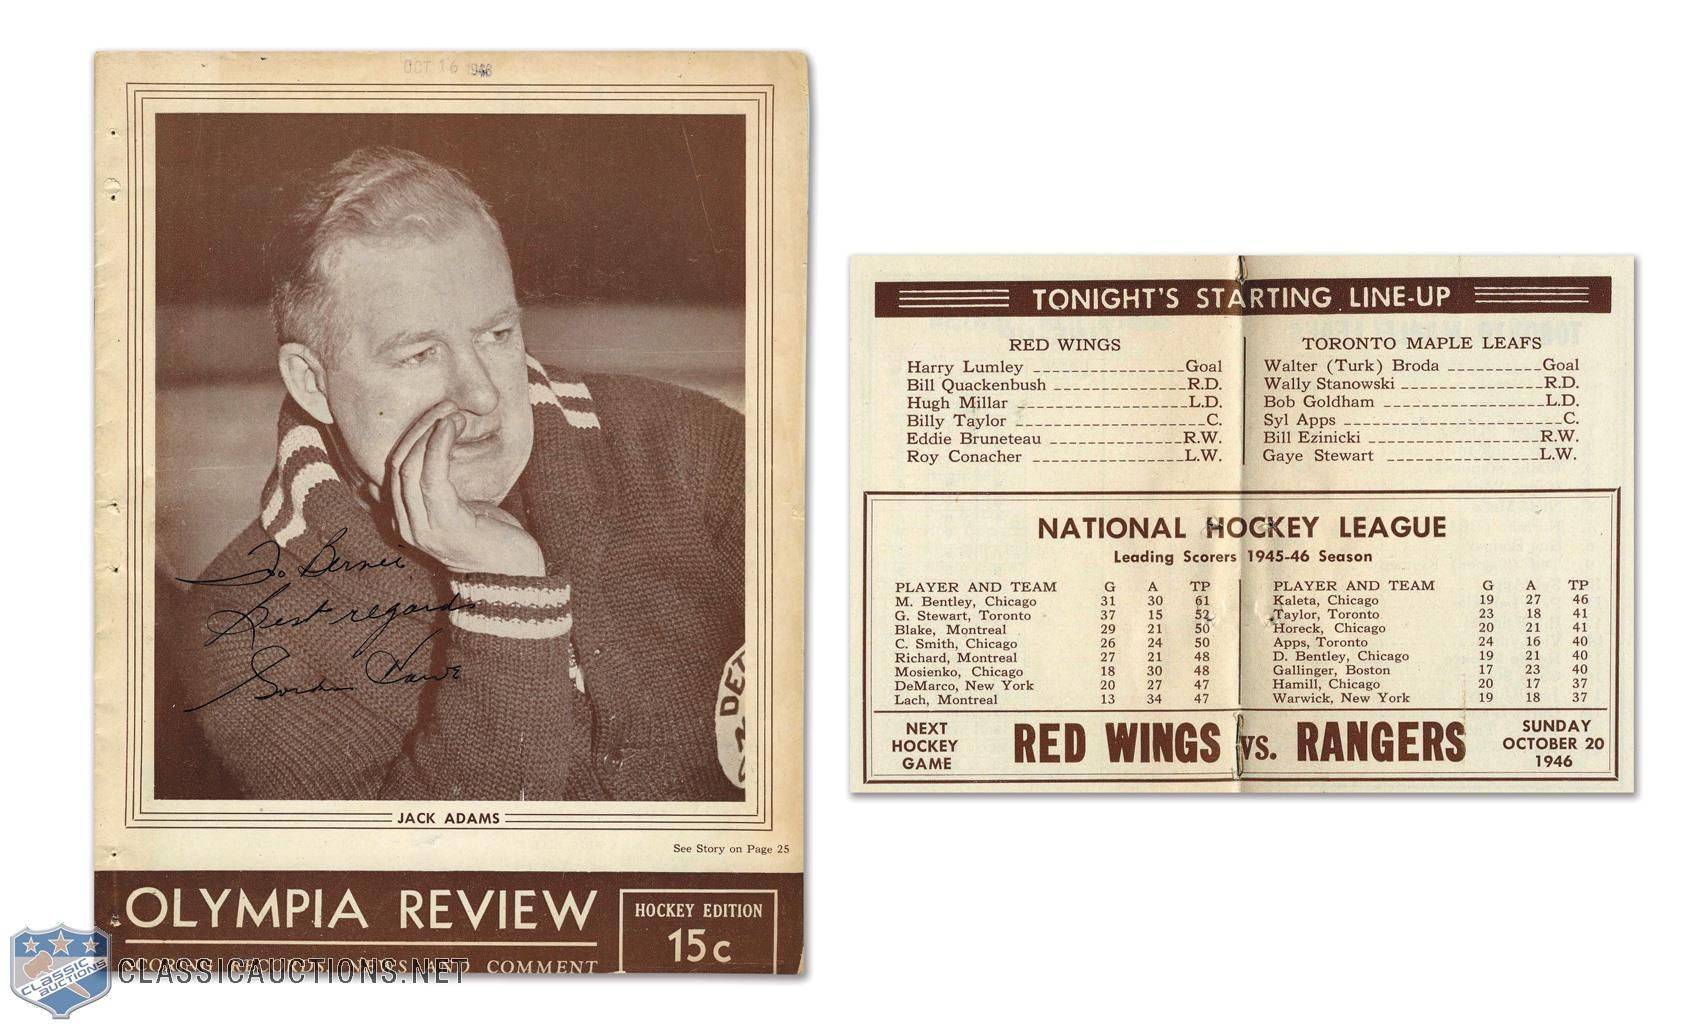 OCT 16 1946
To Bernie
Best regards
Gordie Howe
DET
JACK ADAMS
See Story on Page 25
OLYMPIA REVIEW
SCORING RECORDS, NEWS AND COMMENT
HOCKEY EDITION
15c
CLASSIC AUCTIONS
CLASSICAUCTIONS.NET
TONIGHT'S STARTING LINE-UP
RED WINGS
Harry Lumley Goal
Bill Quackenbush R.D.
Hugh Millar L.D.
Billy Taylor C.
Eddie Bruneteau R.W.
Roy Conacher L.W.
TORONTO MAPLE LEAFS
Walter (Turk) Broda Goal
Wally Stanowski R.D.
Bob Goldham L.D.
Syl Apps C.
Bill Ezinicki R.W.
Gaye Stewart L.W.
NATIONAL HOCKEY LEAGUE
Leading Scorers 1945-46 Season
PLAYER AND TEAM G A TP
M. Bentley, Chicago 31 30 61
G. Stewart, Toronto 37 15 52
Blake, Montreal 29 21 50
C. Smith, Chicago 26 24 50
Richard, Montreal 27 21 48
Mosienko, Chicago 18 30 48
DeMarco, New York 20 27 47
Lach, Montreal 13 34 47
PLAYER AND TEAM G A TP
Kaleta, Chicago 19 27 46
Taylor, Toronto 23 18 41
Horeck, Chicago 20 21 41
Apps, Toronto 24 16 40
D. Bentley, Chicago 19 21 40
Gallinger, Boston 17 23 40
Hamill, Chicago 20 17 37
Warwick, New York 19 18 37
NEXT
HOCKEY
GAME
RED WINGS vs. RANGERS
SUNDAY
OCTOBER 20
1946